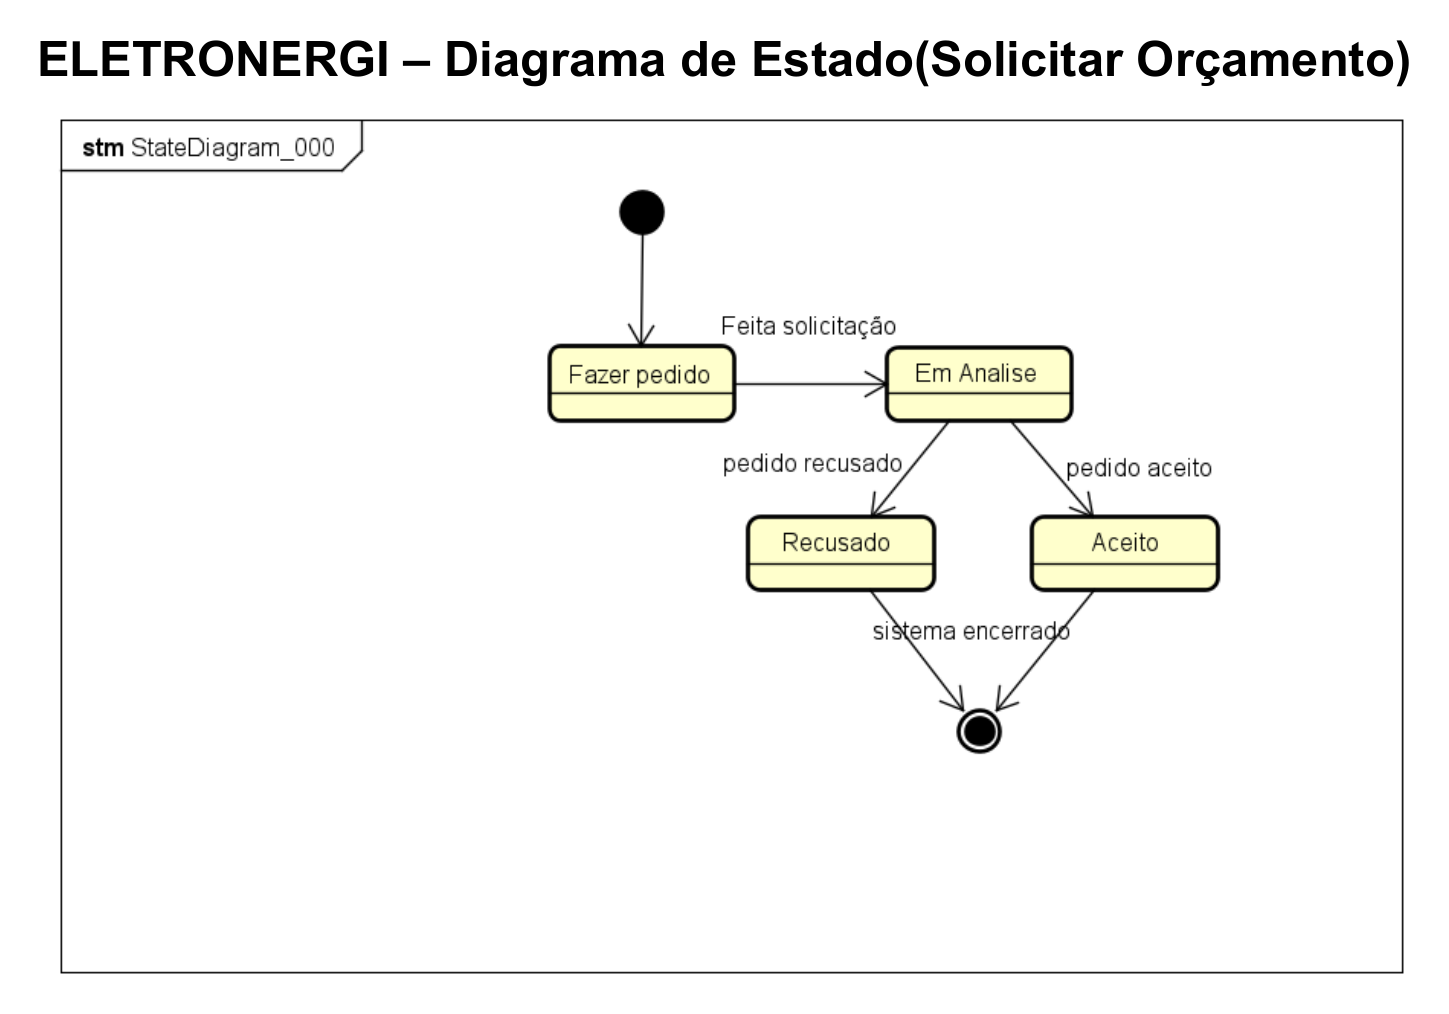 ELETRONERGI – Diagrama de Estado(Solicitar Orçamento)
stm StateDiagram_000
Feita solicitação
Fazer pedido
Em Analise
pedido recusado
pedido aceito
Recusado
Aceito
sistema encerrado